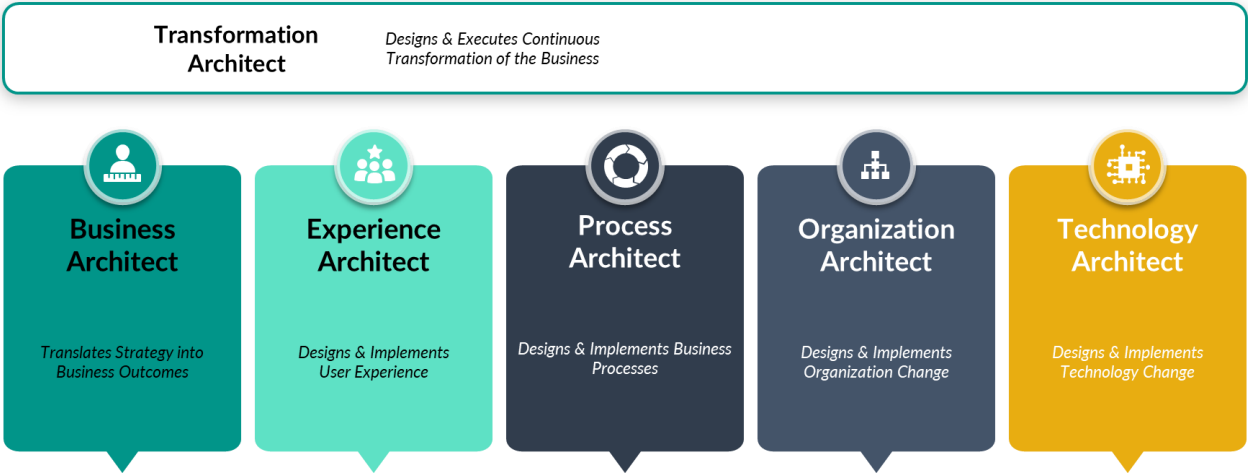 Transformation
Architect
Designs & Executes Continuous
Transformation of the Business
Business
Architect
Translates Strategy into
Business Outcomes
Experience
Architect
Designs & Implements
User Experience
Process
Architect
Designs & Implements Business
Processes
Organization
Architect
Designs & Implements
Organization Change
Technology
Architect
Designs & Implements
Technology Change